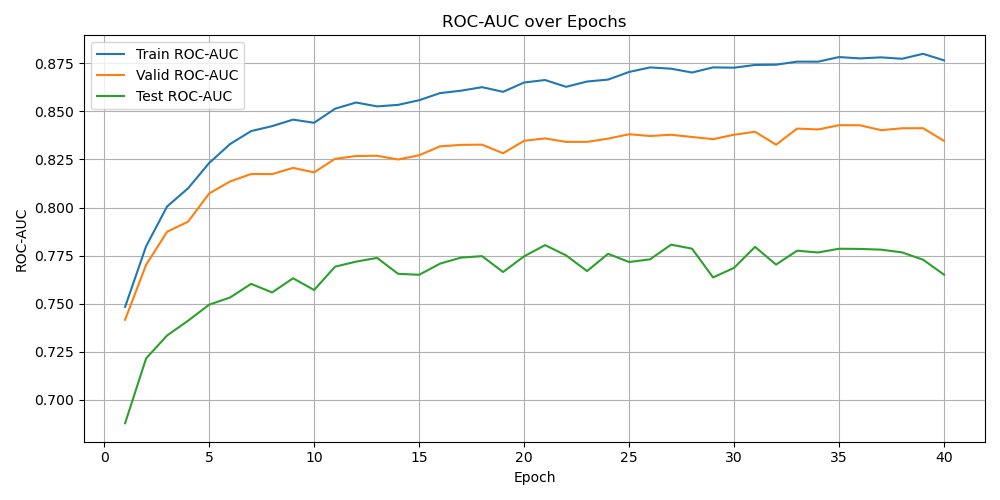 ROC-AUC over Epochs
Train ROC-AUC
Valid ROC-AUC
Test ROC-AUC
ROC-AUC
0.875
0.850
0.825
0.800
0.775
0.750
0.725
0.700
0 5 10 15 20 25 30 35 40
Epoch